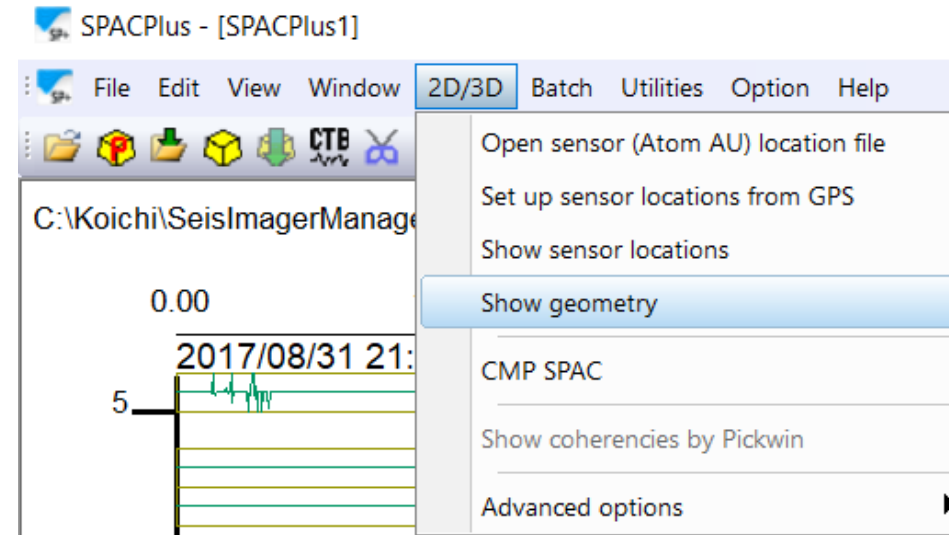 SPACPlus - [SPACPlus1]
File Edit View Window 2D/3D Batch Utilities Option Help
P CTB
Open sensor (Atom AU) location file
Set up sensor locations from GPS
Show sensor locations
Show geometry
CMP SPAC
Show coherencies by Pickwin
Advanced options
C:\Koichi\SeisImagerManage
0.00
2017/08/31 21:
5